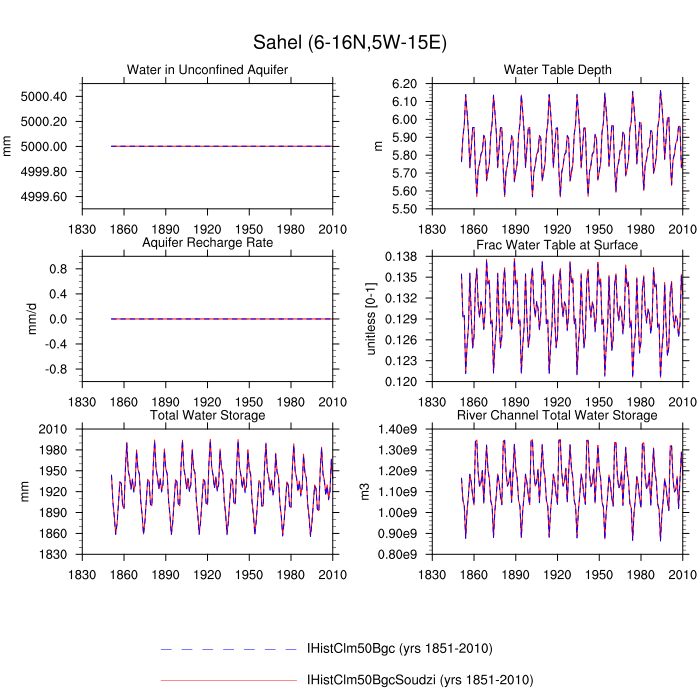 Sahel (6-16N,5W-15E)
Water in Unconfined Aquifer
5000.40
5000.20
5000.00
4999.80
4999.60
mm
1830 1860 1890 1920 1950 1980 2010
Water Table Depth
6.20
6.10
6.00
5.90
5.80
5.70
5.60
5.50
m
1830 1860 1890 1920 1950 1980 2010
Aquifer Recharge Rate
0.8
0.4
0.0
-0.4
-0.8
mm/d
1830 1860 1890 1920 1950 1980 2010
Frac Water Table at Surface
0.138
0.135
0.132
0.129
0.126
0.123
0.120
unitless [0-1]
1830 1860 1890 1920 1950 1980 2010
Total Water Storage
2010
1980
1950
1920
1890
1860
1830
mm
1830 1860 1890 1920 1950 1980 2010
River Channel Total Water Storage
1.40e9
1.30e9
1.20e9
1.10e9
1.00e9
0.90e9
0.80e9
m3
1830 1860 1890 1920 1950 1980 2010
IHistClm50Bgc (yrs 1851-2010)
IHistClm50BgcSoudzi (yrs 1851-2010)